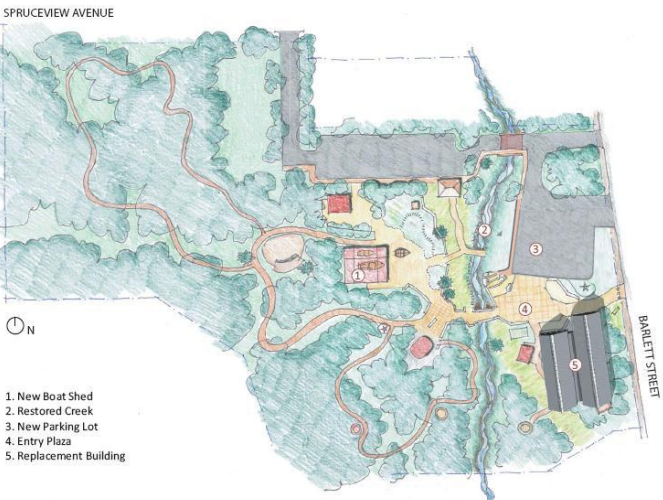 SPRUCEVIEW AVENUE
2
3
1
4
5
BARLETT STREET
N
1. New Boat Shed
2. Restored Creek
3. New Parking Lot
4. Entry Plaza
5. Replacement Building